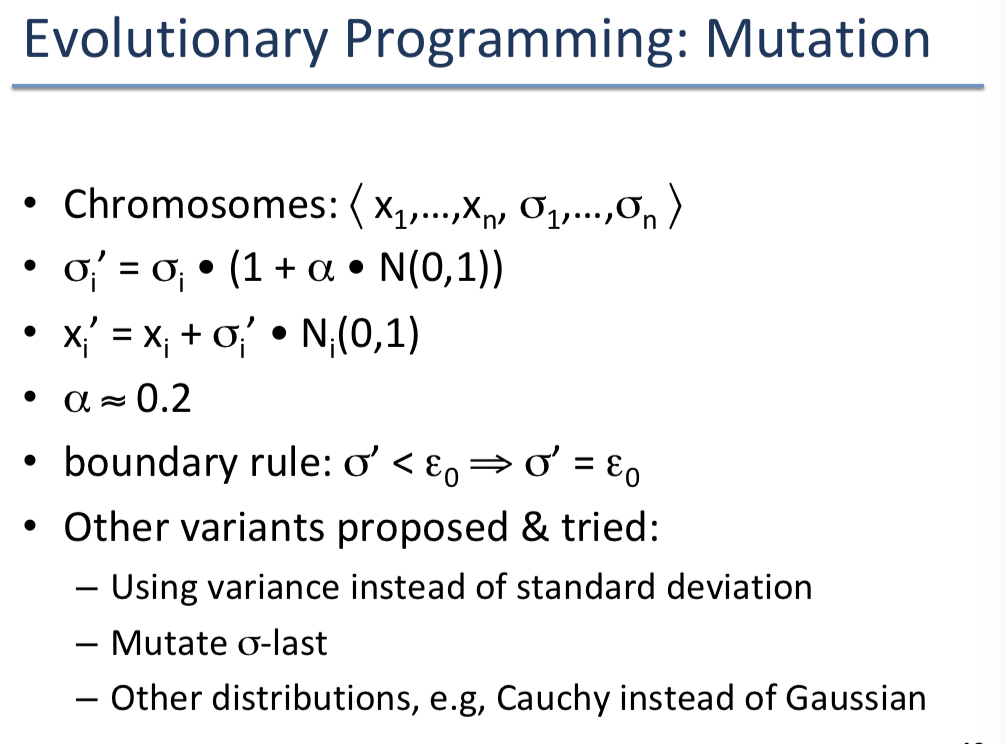 Evolutionary Programming: Mutation
• Chromosomes: ⟨ x₁,…,xₙ, σ₁,…,σₙ ⟩
• σᵢ′ = σᵢ • (1 + α • N(0,1))
• xᵢ′ = xᵢ + σᵢ′ • Nᵢ(0,1)
• α ≈ 0.2
• boundary rule: σ′ < ε₀ ⇒ σ′ = ε₀
• Other variants proposed & tried:
– Using variance instead of standard deviation
– Mutate σ-last
– Other distributions, e.g, Cauchy instead of Gaussian